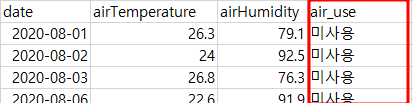 date airTemperature airHumidity air_use
2020-08-01 26.3 79.1 미사용
2020-08-02 24 92.5 미사용
2020-08-03 26.8 76.3 미사용
2020-08-06 22.6 91.9 미사용